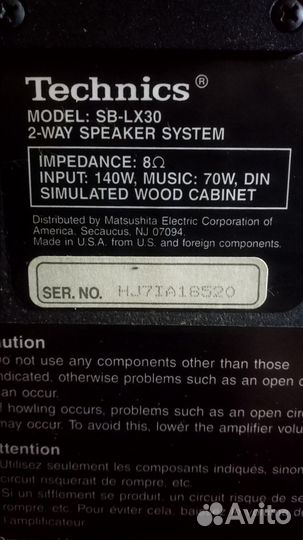 Technics®
MODEL: SB-LX30
2-WAY SPEAKER SYSTEM
IMPEDANCE: 8Ω
INPUT: 140W, MUSIC: 70W, DIN
SIMULATED WOOD CABINET
Distributed by Matsushita Electric Corporation of
America, Secaucus, NJ 07094.
Made in U.S.A. from U.S. and foreign components.
SER. NO. HJ7IA18520
aution
o not use any components other than those
ndicated, otherwise problems such as an open c
an occur.
f howling occurs, problems such as an open circ
may occur. To avoid this, lower the amplifier volu
ttention
Utilisez seulement les composants indiqués, sinon
circuit risquerait de rompre, etc.
Si un sifflement se produit, un circuit risque de se
rompre, etc. Pour éviter cela, bai
l'amplificateur.
Avito